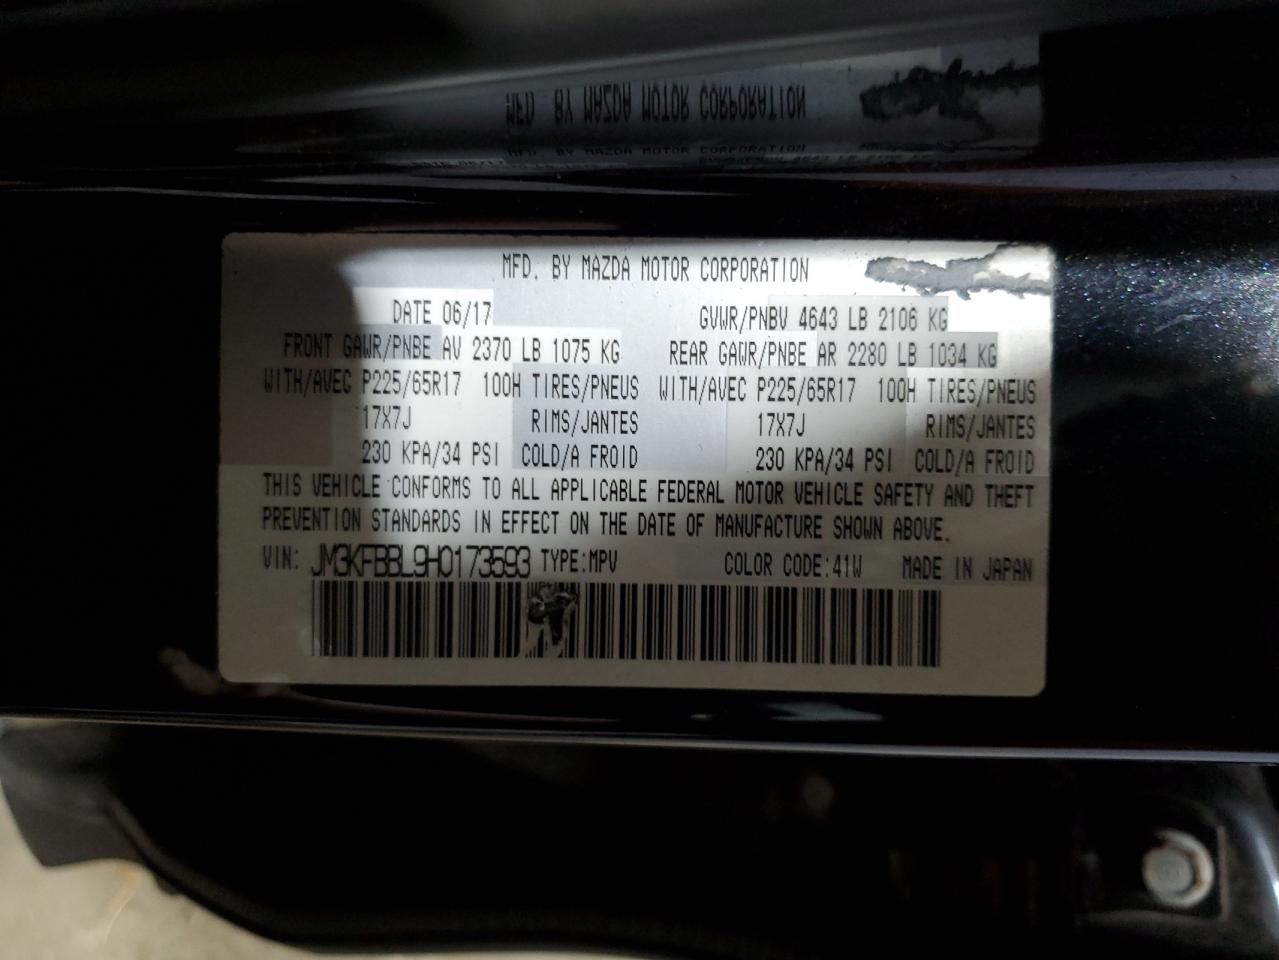 MFD. BY MAZDA MOTOR CORPORATION
DATE 06/17 GVWR/PNBV 4643 LB 2106 KG
FRONT GAWR/PNBE AV 2370 LB 1075 KG REAR GAWR/PNBE AR 2280 LB 1034 KG
WITH/AVEC P225/65R17 100H TIRES/PNEUS WITH/AVEC P225/65R17 100H TIRES/PNEUS
17X7J RIMS/JANTES 17X7J RIMS/JANTES
230 KPA/34 PSI COLD/A FROID 230 KPA/34 PSI COLD/A FROID
THIS VEHICLE CONFORMS TO ALL APPLICABLE FEDERAL MOTOR VEHICLE SAFETY AND THEFT
PREVENTION STANDARDS IN EFFECT ON THE DATE OF MANUFACTURE SHOWN ABOVE.
VIN: JM3KFBBL9H0173593 TYPE:MPV COLOR CODE:41W MADE IN JAPAN